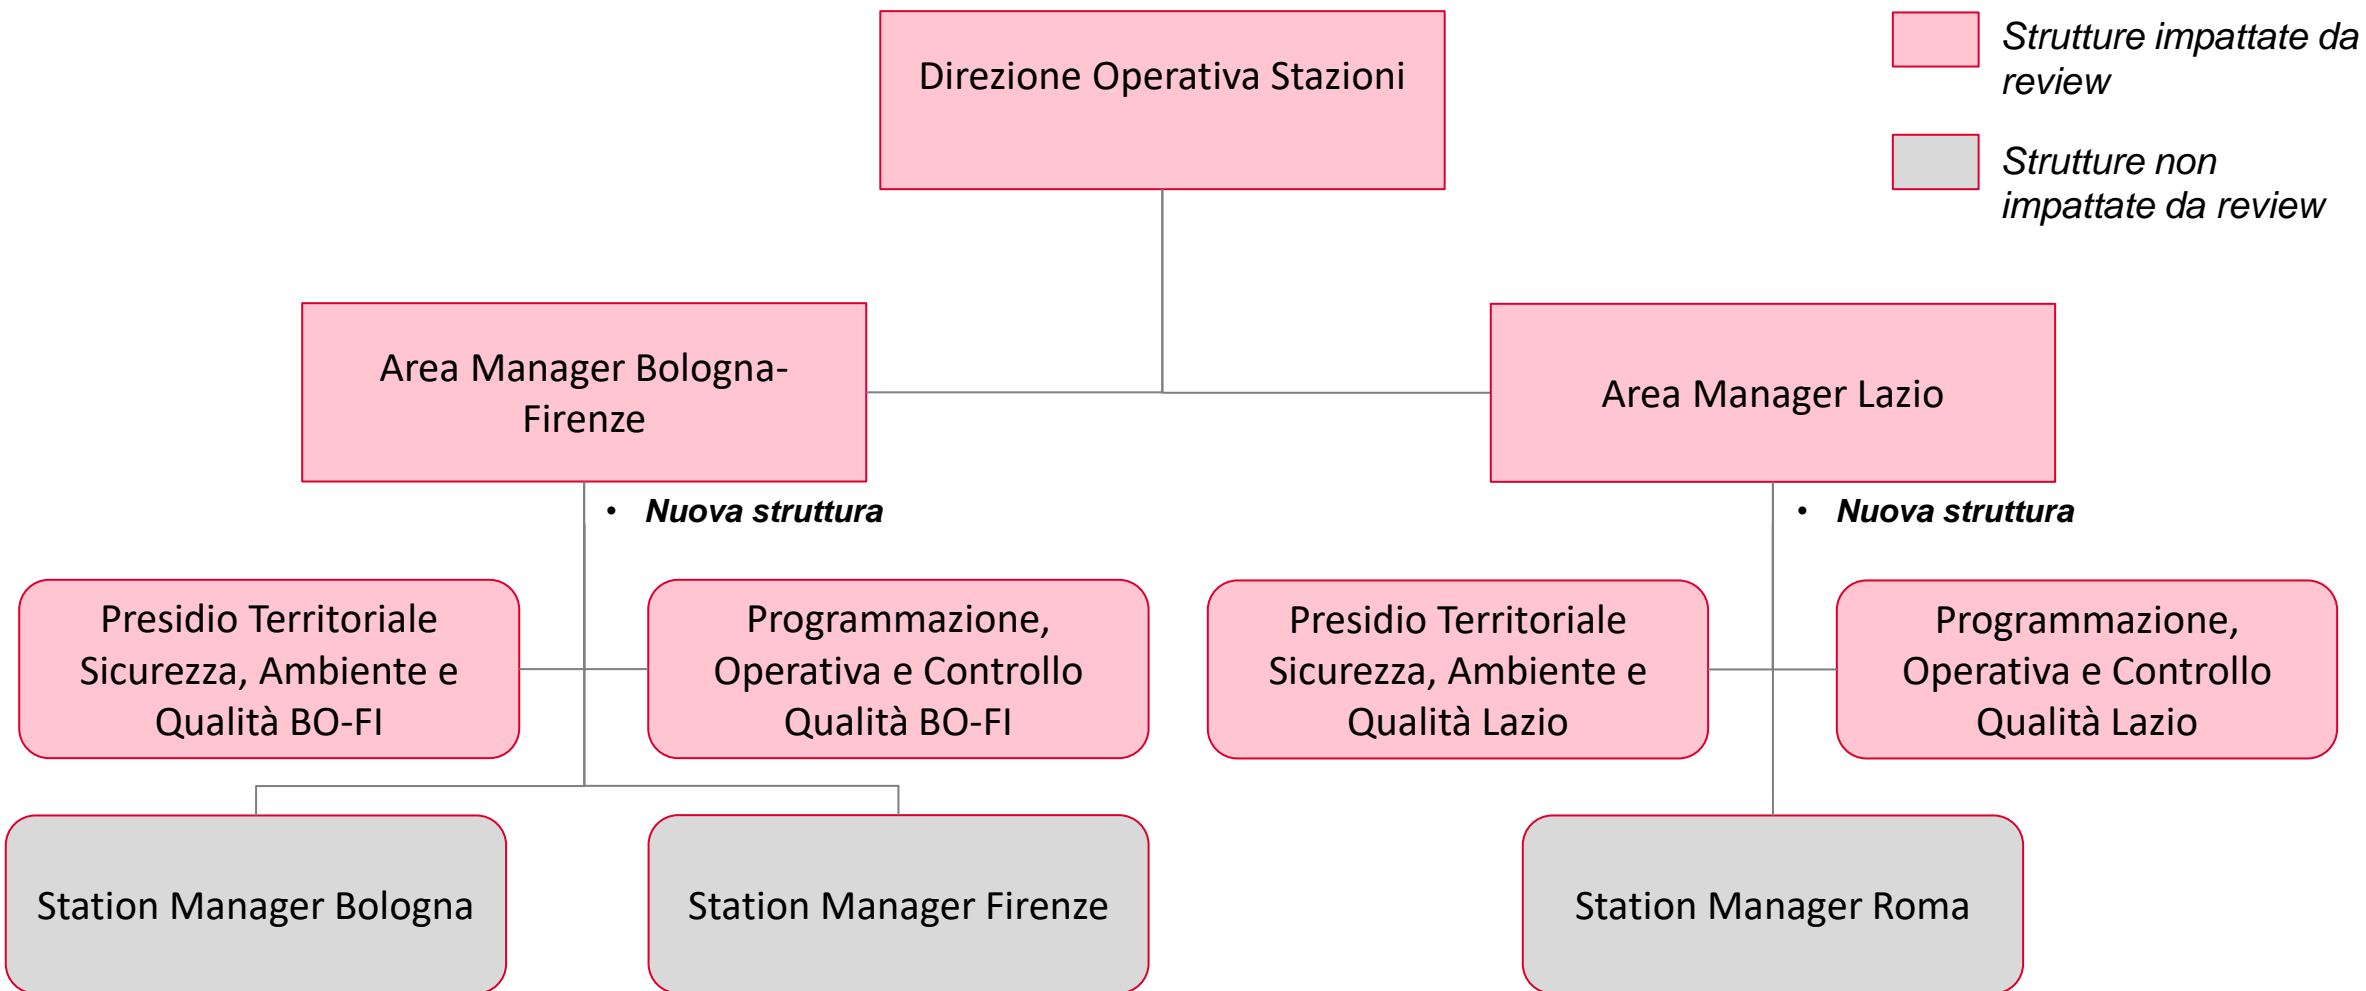 Direzione Operativa Stazioni
Strutture impattate da
review
Strutture non
impattate da review
Area Manager Bologna-
Firenze
Area Manager Lazio
• Nuova struttura
• Nuova struttura
Presidio Territoriale
Sicurezza, Ambiente e
Qualità BO-FI
Programmazione,
Operativa e Controllo
Qualità BO-FI
Presidio Territoriale
Sicurezza, Ambiente e
Qualità Lazio
Programmazione,
Operativa e Controllo
Qualità Lazio
Station Manager Bologna
Station Manager Firenze
Station Manager Roma